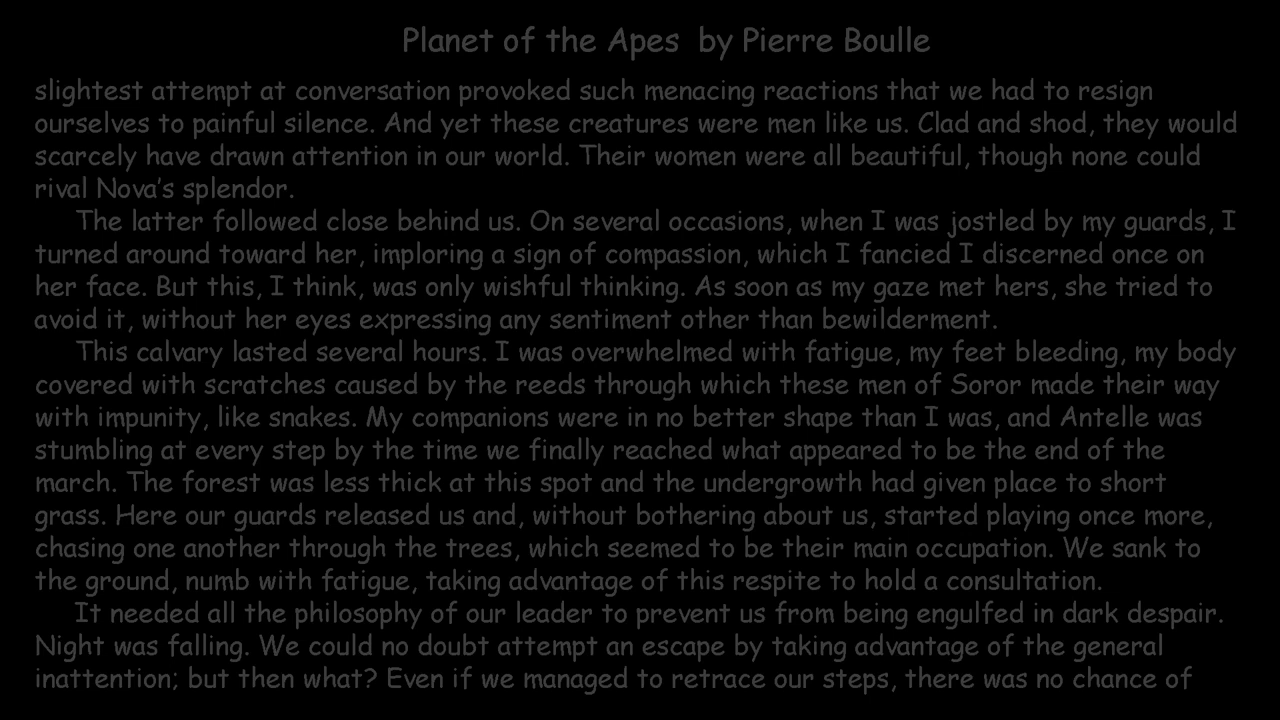 Planet of the Apes  by Pierre Boulle
slightest attempt at conversation provoked such menacing reactions that we had to resign
ourselves to painful silence. And yet these creatures were men like us. Clad and shod, they would
scarcely have drawn attention in our world. Their women were all beautiful, though none could
rival Nova's splendor.
The latter followed close behind us. On several occasions, when I was jostled by my guards, I
turned around toward her, imploring a sign of compassion, which I fancied I discerned once on
her face. But this, I think, was only wishful thinking. As soon as my gaze met hers, she tried to
avoid it, without her eyes expressing any sentiment other than bewilderment.
This calvary lasted several hours. I was overwhelmed with fatigue, my feet bleeding, my body
covered with scratches caused by the reeds through which these men of Soror made their way
with impunity, like snakes. My companions were in no better shape than I was, and Antelle was
stumbling at every step by the time we finally reached what appeared to be the end of the
march. The forest was less thick at this spot and the undergrowth had given place to short
grass. Here our guards released us and, without bothering about us, started playing once more,
chasing one another through the trees, which seemed to be their main occupation. We sank to
the ground, numb with fatigue, taking advantage of this respite to hold a consultation.
It needed all the philosophy of our leader to prevent us from being engulfed in dark despair.
Night was falling. We could no doubt attempt an escape by taking advantage of the general
inattention; but then what? Even if we managed to retrace our steps, there was no chance of